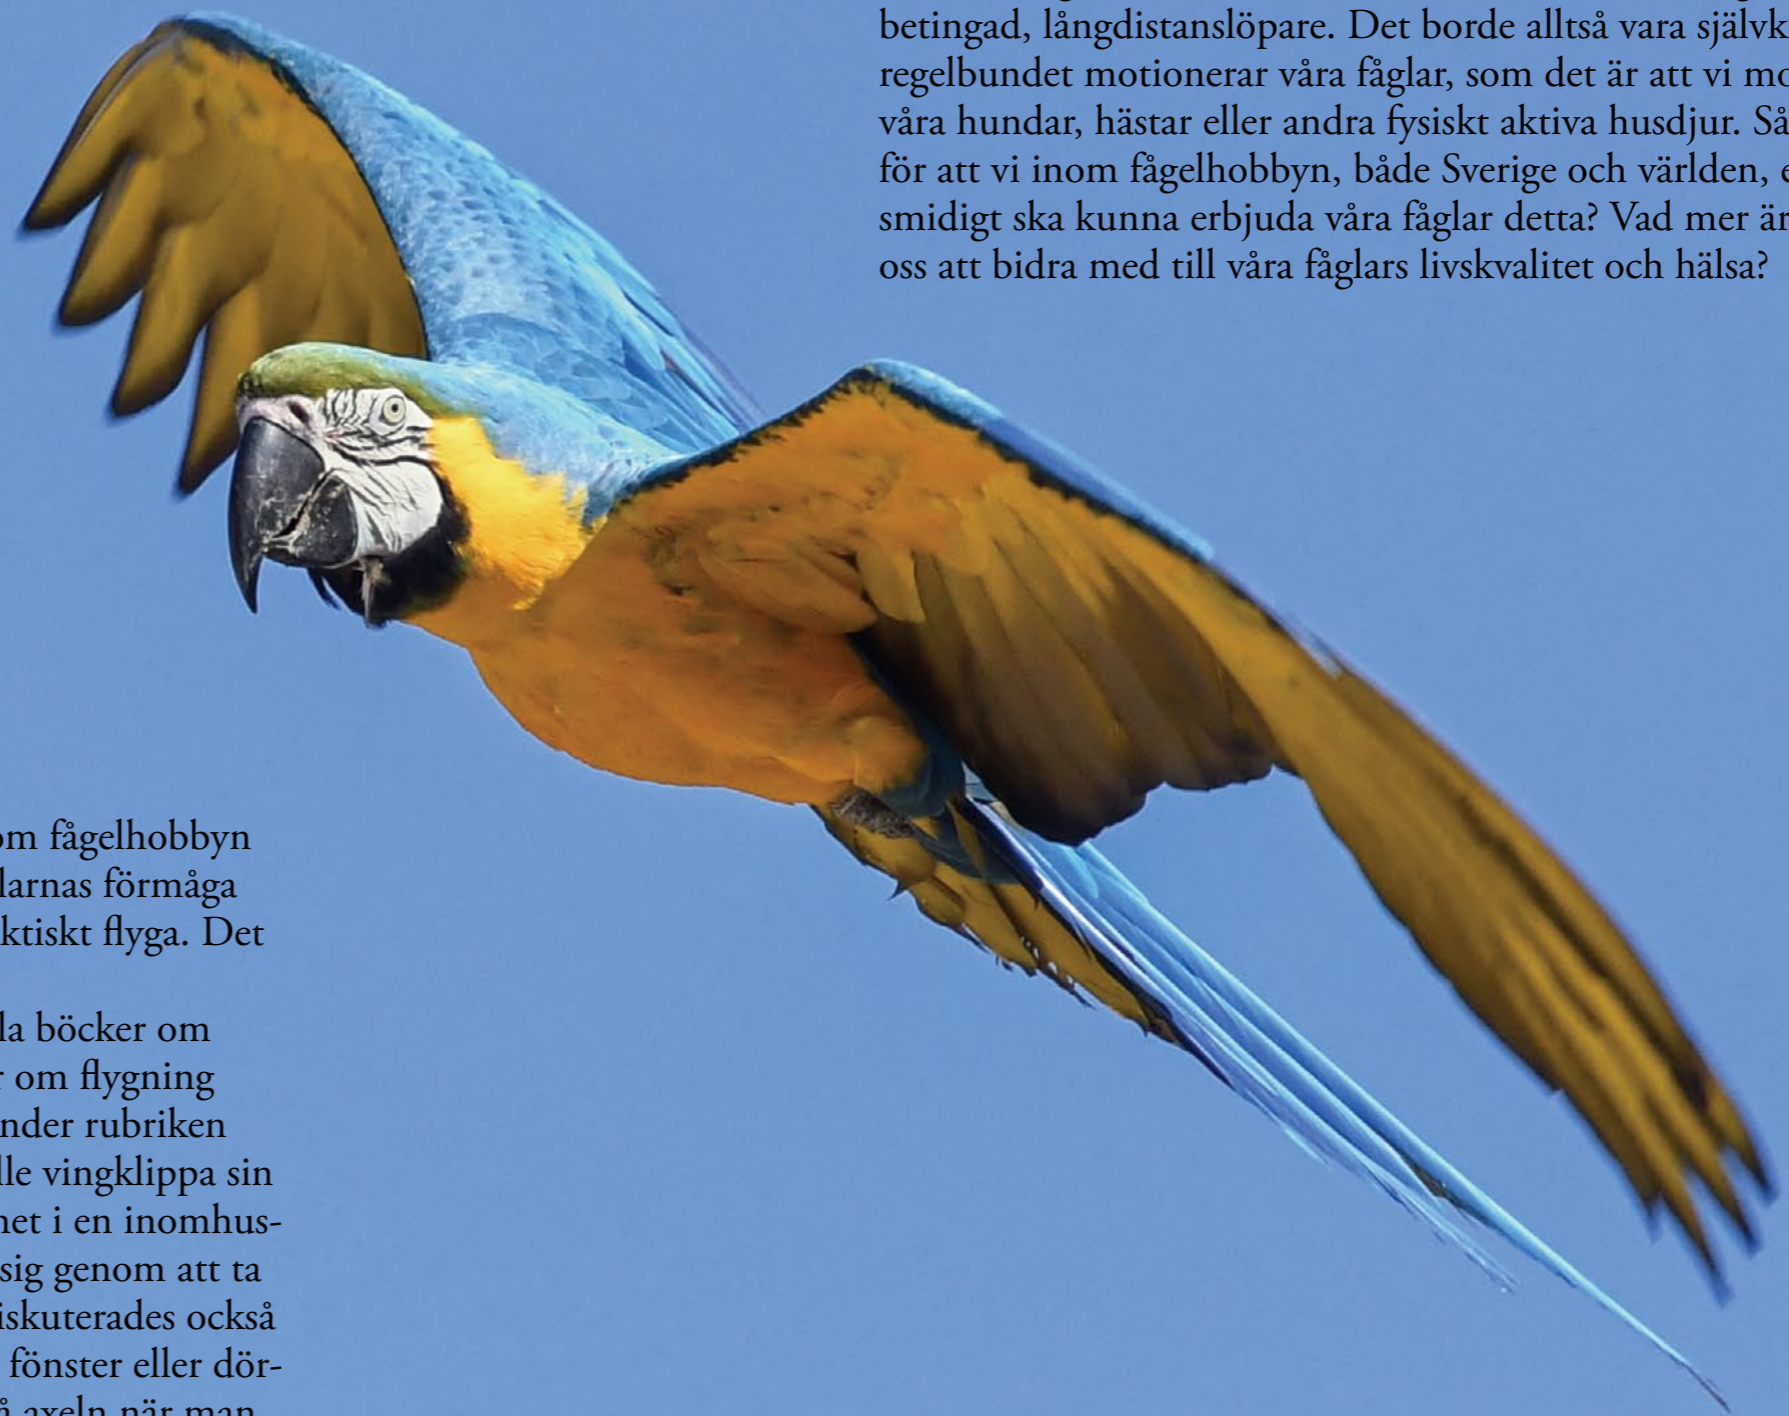 betingad, långdistanslöpare. Det borde alltså vara självk
regelbundet motionerar våra fåglar, som det är att vi mo
våra hundar, hästar eller andra fysiskt aktiva husdjur. Så
för att vi inom fågelhobbyn, både Sverige och världen, e
smidigt ska kunna erbjuda våra fåglar detta? Vad mer är
oss att bidra med till våra fåglars livskvalitet och hälsa?
om fågelhobbyn
larnas förmåga
ktiskt flyga. Det
la böcker om
r om flygning
nder rubriken
lle vingklippa sin
het i en inomhus-
sig genom att ta
iskuterades också
fönster eller dör-
å axeln när man